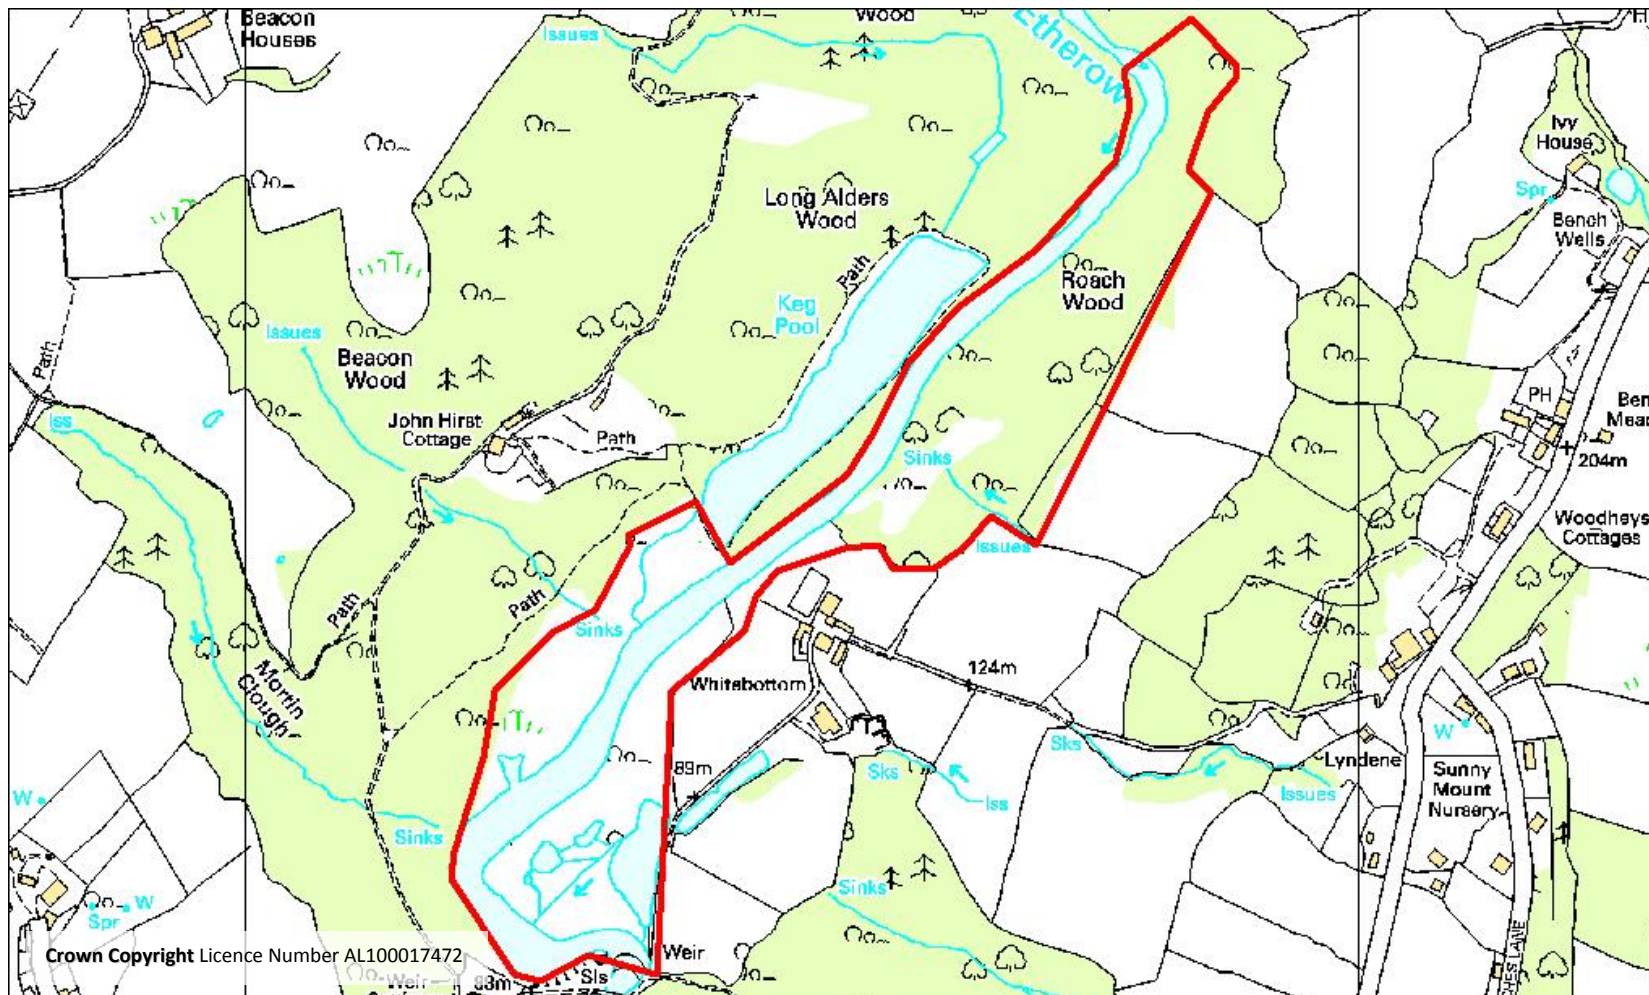 Beacon
Houses
Issues
Wood
Etherow
Ivy
House
Spr
Bench
Wells
Long Alders
Wood
Path
Keg
Pool
Roach
Wood
Issues
Beacon
Wood
Path
Iss
John Hirst
Cottage
Path
PH
204m
Sinks
Issues
Woodheys
Cottages
Path
Path
Sinks
Mortin
Clough
Whitebottom
124m
Sks
W
Lyndene
Sunny
Mount
Nursery
89m
Sks
Iss
Issues
W
Sinks
Sinks
Spr
W
Crown Copyright Licence Number AL100017472
Weir
Weir
Sls